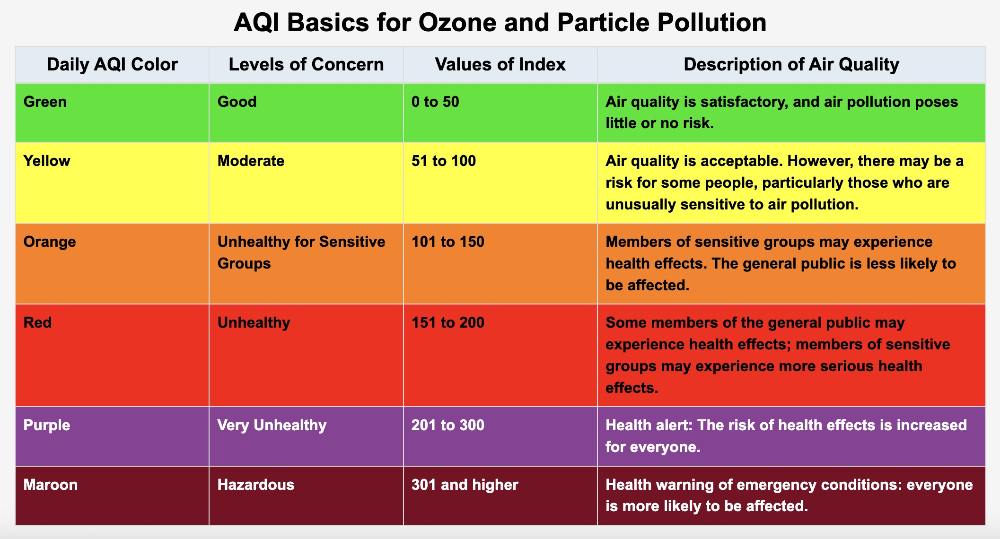 AQI Basics for Ozone and Particle Pollution
Daily AQI Color
Levels of Concern
Values of Index
Description of Air Quality
Green
Good
0 to 50
Air quality is satisfactory, and air pollution poses
little or no risk.
Yellow
Moderate
51 to 100
Air quality is acceptable. However, there may be a
risk for some people, particularly those who are
unusually sensitive to air pollution.
Orange
Unhealthy for Sensitive
Groups
101 to 150
Members of sensitive groups may experience
health effects. The general public is less likely to
be affected.
Red
Unhealthy
151 to 200
Some members of the general public may
experience health effects; members of sensitive
groups may experience more serious health
effects.
Purple
Very Unhealthy
201 to 300
Health alert: The risk of health effects is increased
for everyone.
Maroon
Hazardous
301 and higher
Health warning of emergency conditions: everyone
is more likely to be affected.